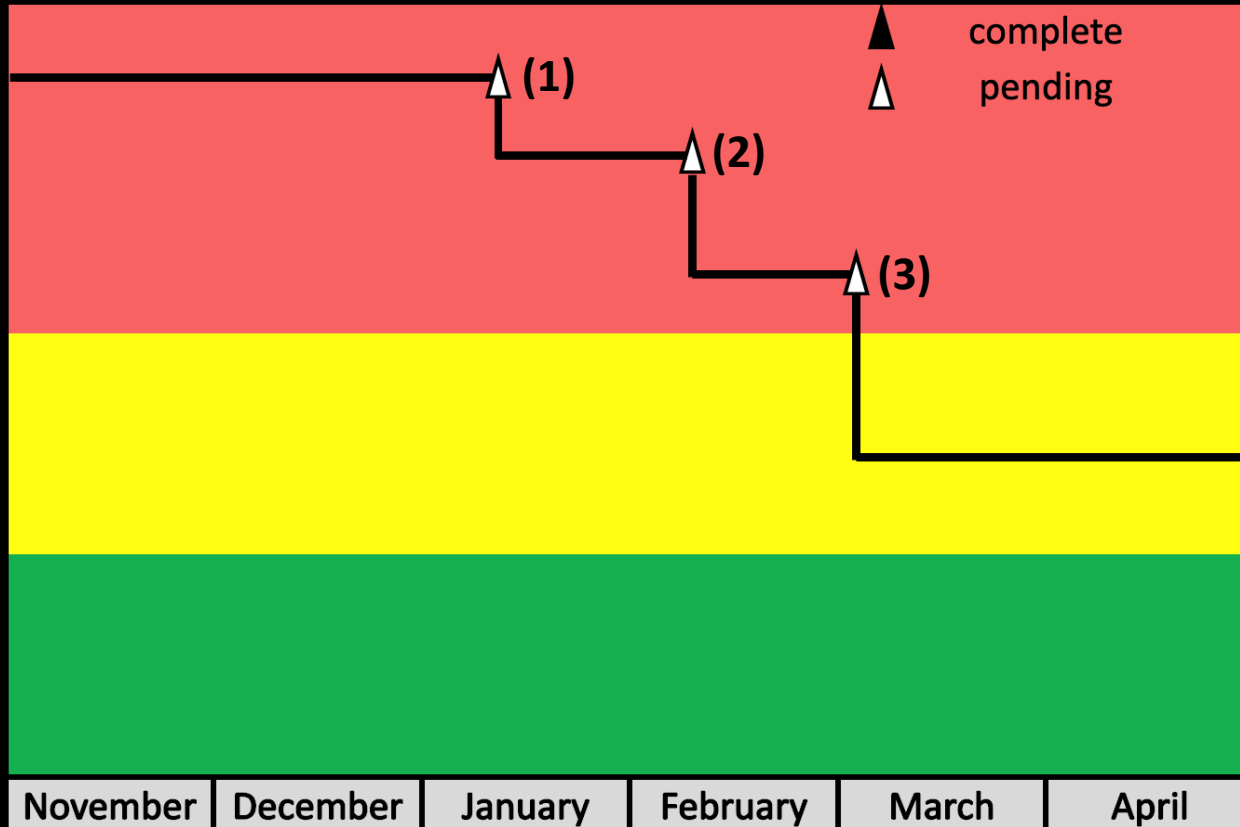 complete
pending
(1)
(2)
(3)
November December January February March April